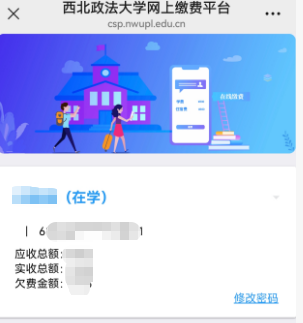 西北政法大学网上缴费平台
csp.nwupl.edu.cn
在线缴费
（在学）
| 6 1
应收总额:
实收总额:
欠费金额:
修改密码